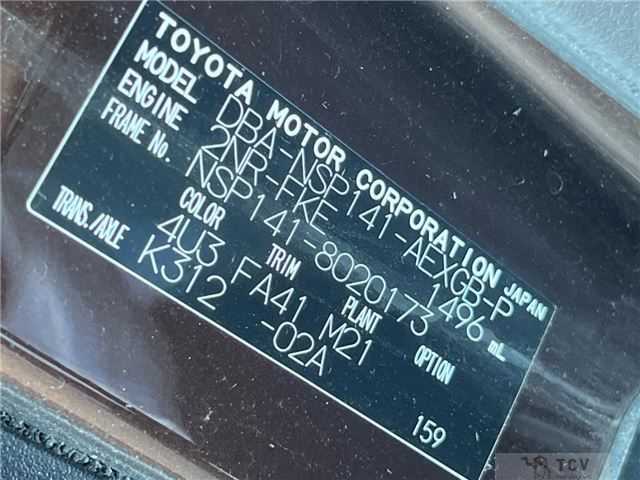 TOYOTA MOTOR CORPORATION JAPAN
MODEL DBA-NSP141-AEXGB-P
ENGINE 2NR-FKE 1496 mL
FRAME No. NSP141-8020173
COLOR TRIM PLANT OPTION
4U3 FA41 M21
TRANS./AXLE K312 -02A
159
TCV